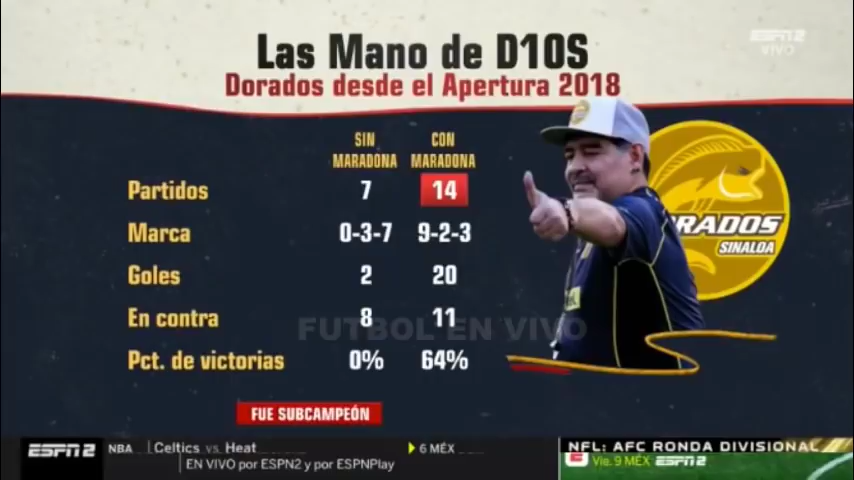 Las Mano de D10S
Dorados desde el Apertura 2018
ESPN2
VIVO
SIN MARADONA
CON MARADONA
Partidos 7 14
Marca 0-3-7 9-2-3
Goles 2 20
En contra 8 11
Pct. de victorias 0% 64%
FUE SUBCAMPEÓN
DORADOS
SINALOA
FUTBOL EN VIVO
ESPN2 NBA Celtics vs. Heat 6 MÉX
EN VIVO por ESPN2 y por ESPNPlay
NFL: AFC RONDA DIVISIONAL
Vie. 9 MÉX ESPN2